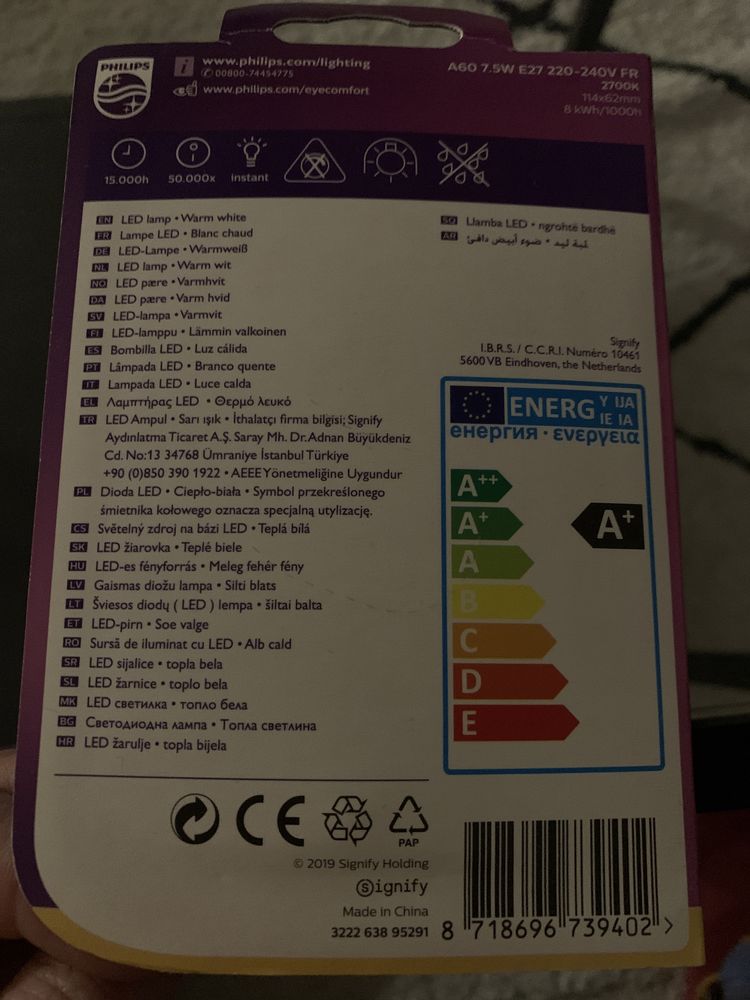 PHILIPS
www.philips.com/lighting
00800-74454775
www.philips.com/eyecomfort
A60 7.5W E27 220-240V FR
2700K
114x62mm
8 kWh/1000h
15.000h
50.000x
instant
EN LED lamp • Warm white
FR Lampe LED • Blanc chaud
DE LED-Lampe • Warmweiß
NL LED lamp • Warm wit
NO LED pære • Varmhvit
DA LED pære • Varm hvid
SV LED-lampa • Varmvit
FI LED-lamppu • Lämmin valkoinen
ES Bombilla LED • Luz cálida
PT Lâmpada LED • Branco quente
IT Lampada LED • Luce calda
EL Λαμπτήρας LED • Θερμό λευκό
TR LED Ampul • Sarı ışık • İthalatçı firma bilgisi; Signify
Aydınlatma Ticaret A.Ş. Saray Mh. Dr.Adnan Büyükdeniz
Cd. No:13 34768 Ümraniye İstanbul Türkiye
+90 (0)850 390 1922 • AEEE Yönetmeliğine Uygundur
PL Dioda LED • Ciepło-biała • Symbol przekreślonego
śmietnika kołowego oznacza specjalną utylizację.
CS Světelný zdroj na bázi LED • Teplá bílá
SK LED žiarovka • Teplé biele
HU LED-es fényforrás • Meleg fehér fény
LV Gaismas diožu lampa • Silti blats
LT Šviesos diodų ( LED ) lempa • šiltai balta
ET LED-pirn • Soe valge
RO Sursă de iluminat cu LED • Alb cald
SR LED sijalice • topla bela
SL LED žarnice • toplo bela
MK LED светилка • топло бела
BG Светодиодна лампа • Топла светлина
HR LED žarulje • topla bijela
SQ Llamba LED • ngrohtë bardhë
AR لمبة ليد • ضوء أبيض دافئ
Signify
I.B.R.S. / C.C.R.I. Numéro 10461
5600 VB Eindhoven, the Netherlands
ENERG Y IJA
IE IA
енергия · ενεργεια
A++
A+
A+
A
B
C
D
E
CE
PAP
© 2019 Signify Holding
Signify
Made in China
3222 638 95291
8 718696 739402 >